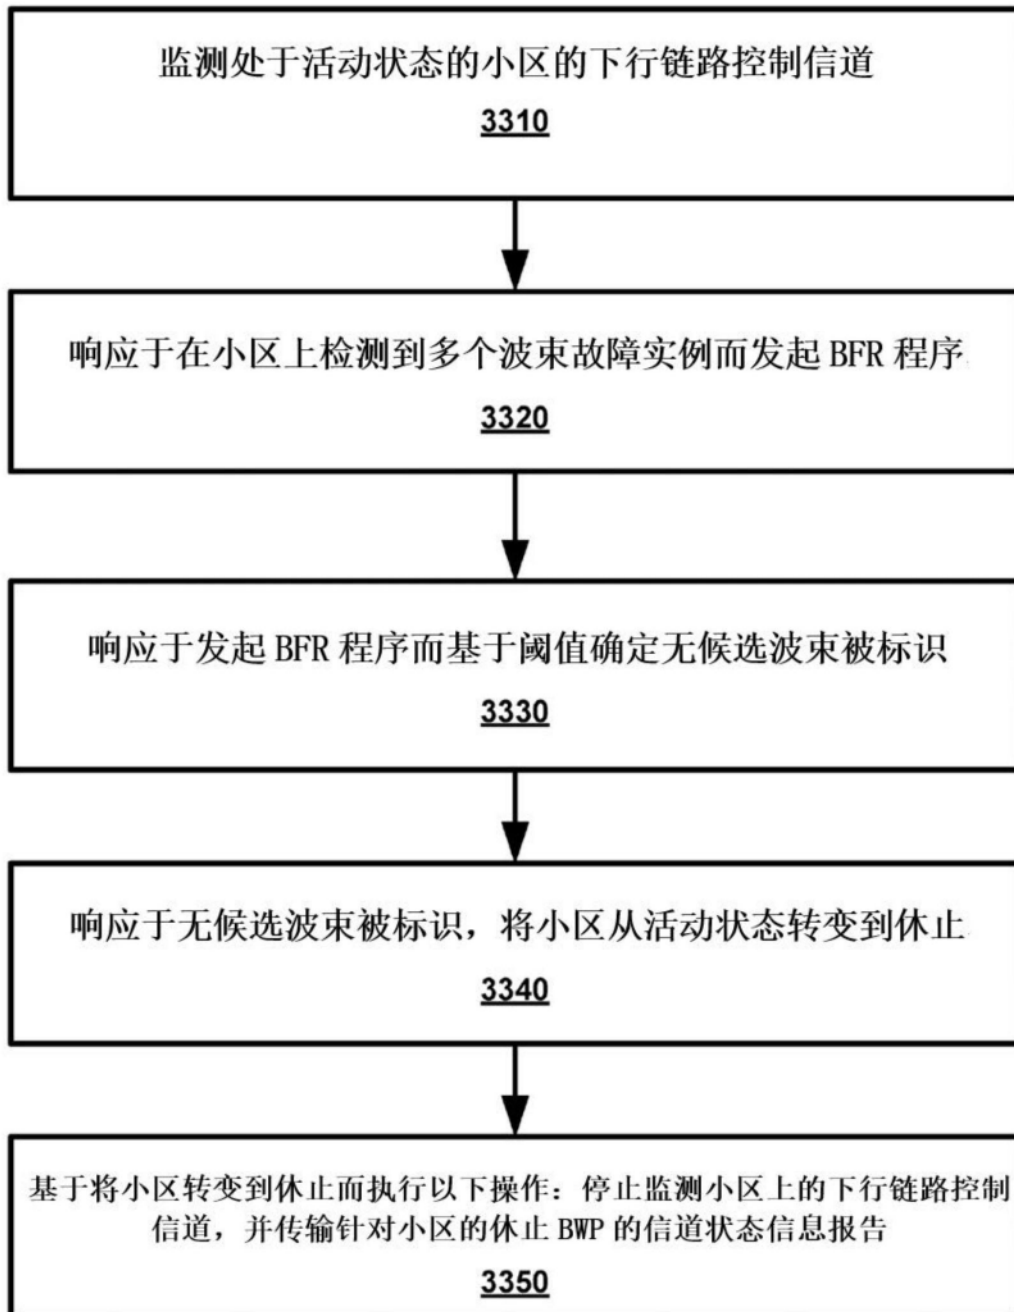 监测处于活动状态的小区的下行链路控制信道
3310
响应于在小区上检测到多个波束故障实例而发起 BFR 程序
3320
响应于发起 BFR 程序而基于阈值确定无候选波束被标识
3330
响应于无候选波束被标识，将小区从活动状态转变到休止
3340
基于将小区转变到休止而执行以下操作：停止监测小区上的下行链路控制
信道，并传输针对小区的休止 BWP 的信道状态信息报告
3350